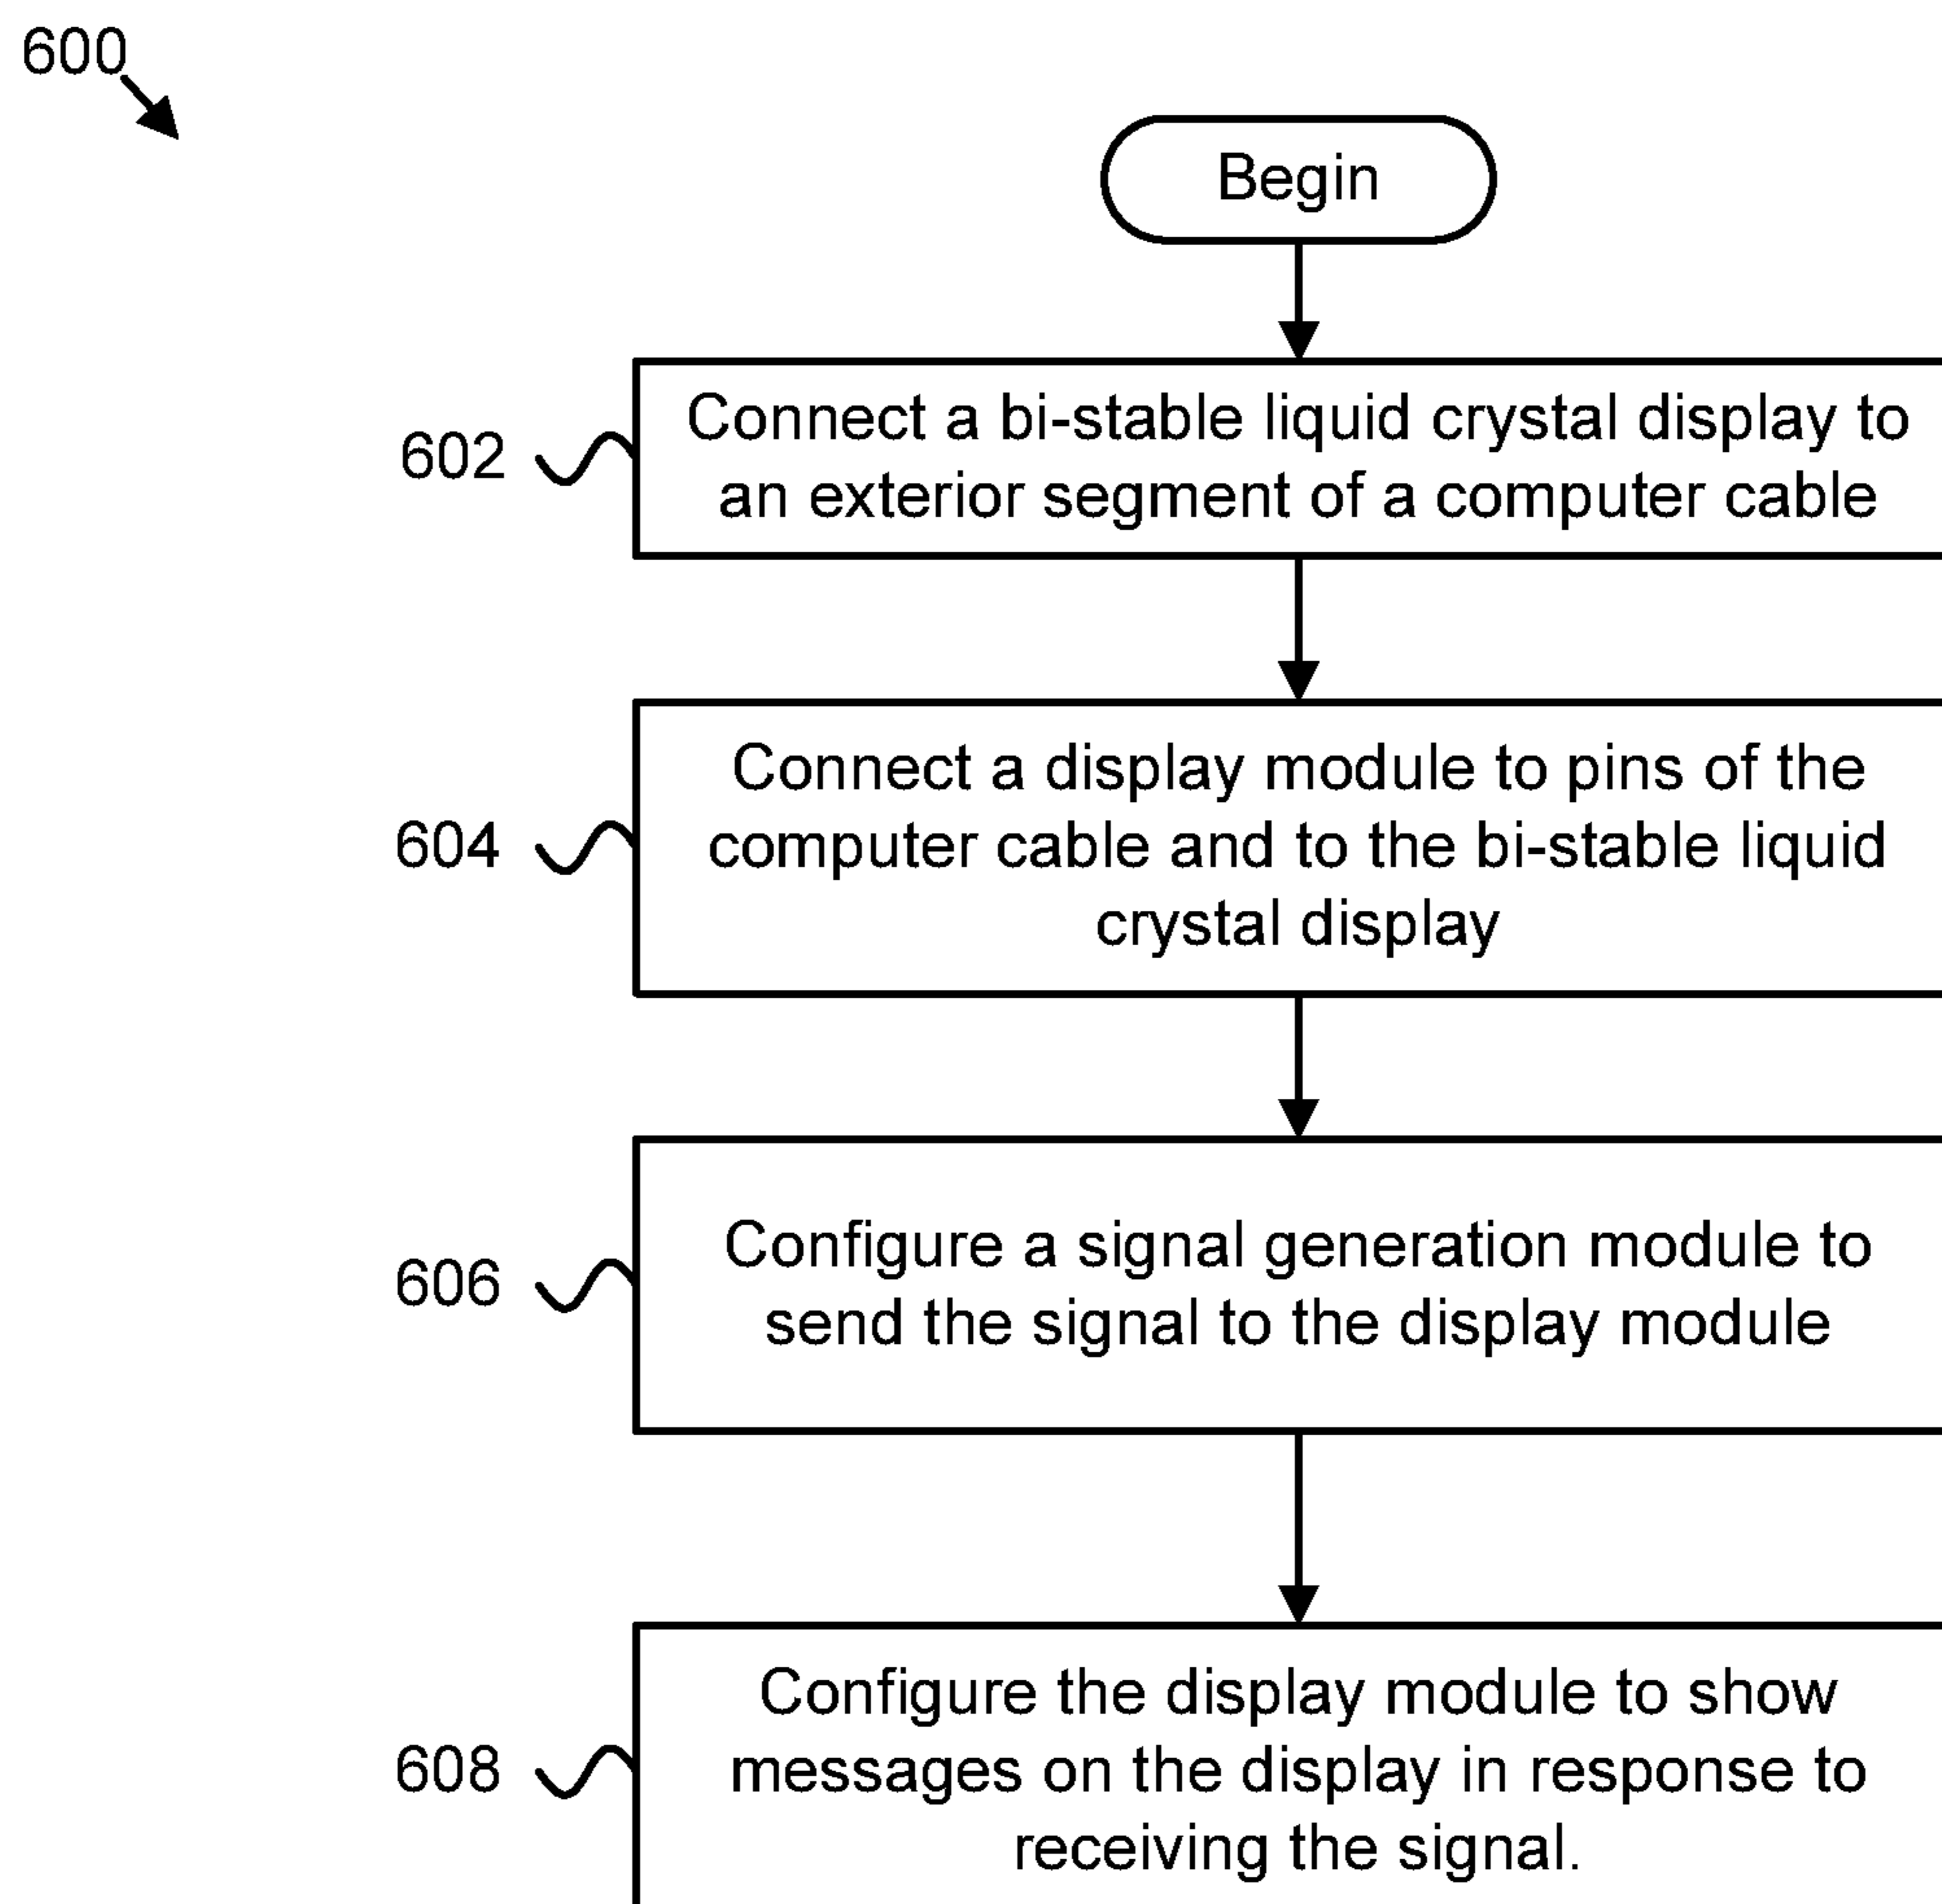 600
Begin
602
Connect a bi-stable liquid crystal display to
an exterior segment of a computer cable
604
Connect a display module to pins of the
computer cable and to the bi-stable liquid
crystal display
606
Configure a signal generation module to
send the signal to the display module
608
Configure the display module to show
messages on the display in response to
receiving the signal.